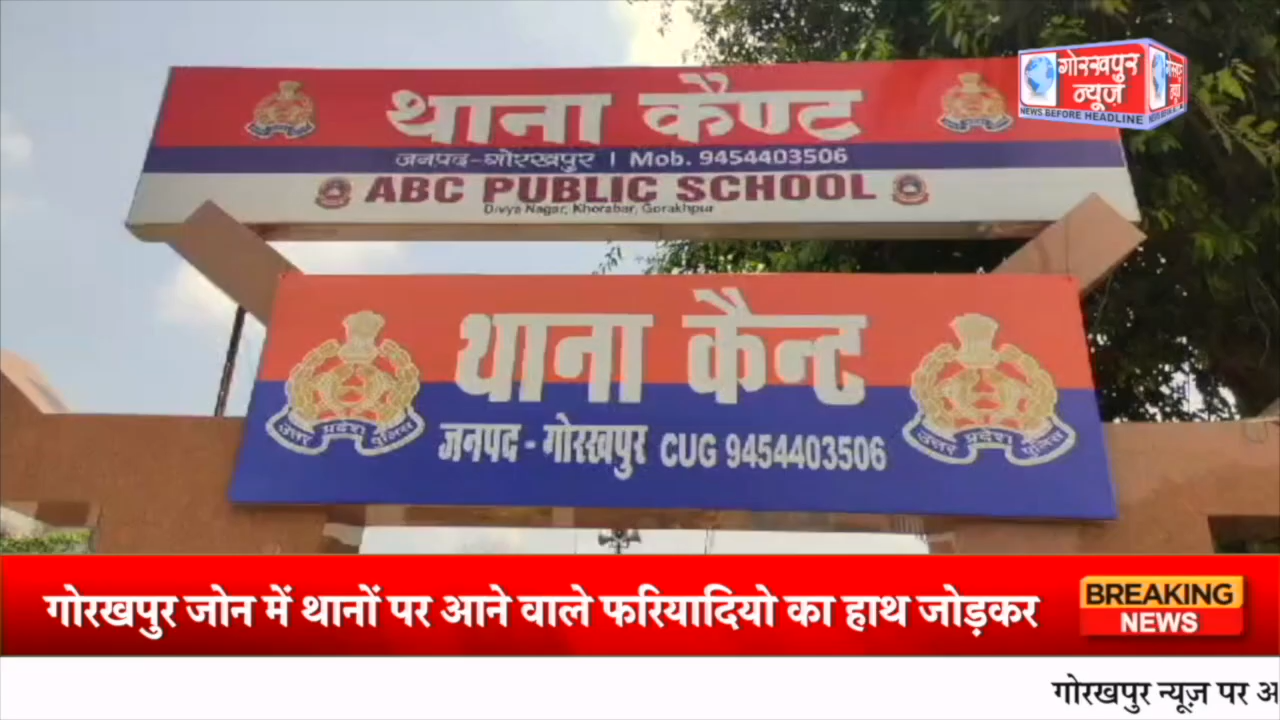 गोरखपुर
न्यूज़
NEWS BEFORE HEADLINE
थाना कैण्ट
जनपद-गोरखपुर । Mob. 9454403506
ABC PUBLIC SCHOOL
Divya Nagar, Khorabar, Gorakhpur
थाना कैन्ट
जनपद - गोरखपुर CUG 9454403506
उत्तर प्रदेश पुलिस
उत्तर प्रदेश पुलिस
गोरखपुर जोन में थानों पर आने वाले फरियादियो का हाथ जोड़कर
BREAKING
NEWS
गोरखपुर न्यूज़ पर अ